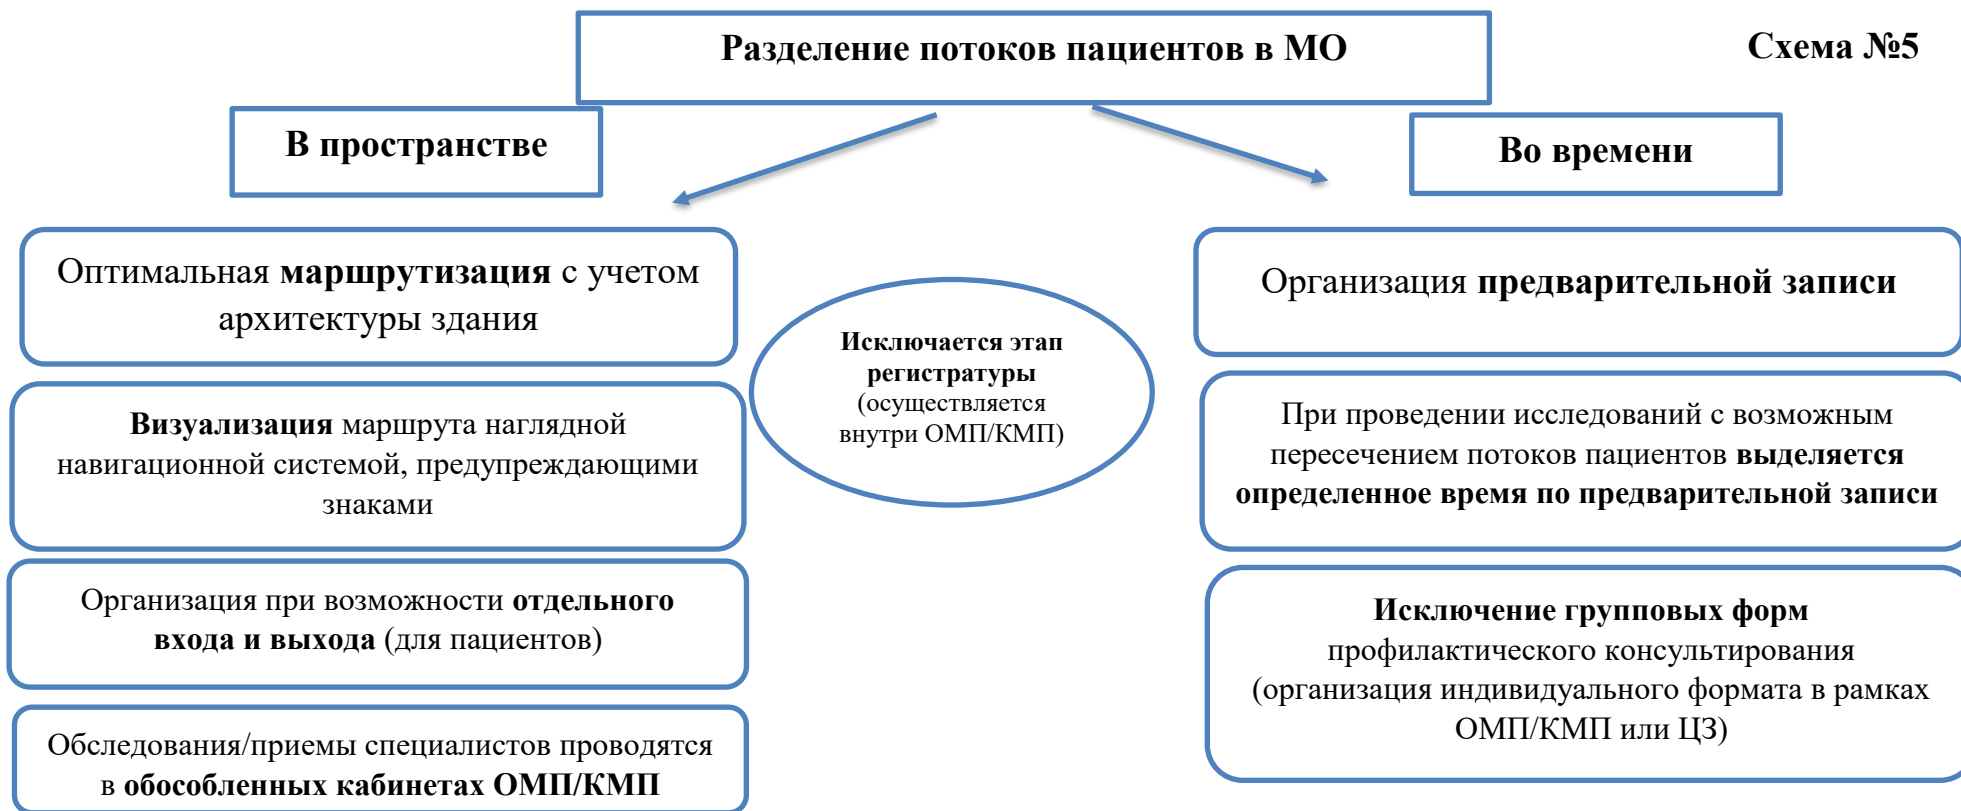 Разделение потоков пациентов в МО
Схема №5
В пространстве
Во времени
Оптимальная маршрутизация с учетом
архитектуры здания
Визуализация маршрута наглядной
навигационной системой, предупреждающими
знаками
Организация при возможности отдельного
входа и выхода (для пациентов)
Обследования/приемы специалистов проводятся
в обособленных кабинетах ОМП/КМП
Исключается этап
регистратуры
(осуществляется
внутри ОМП/КМП)
Организация предварительной записи
При проведении исследований с возможным
пересечением потоков пациентов выделяется
определенное время по предварительной записи
Исключение групповых форм
профилактического консультирования
(организация индивидуального формата в рамках
ОМП/КМП или ЦЗ)